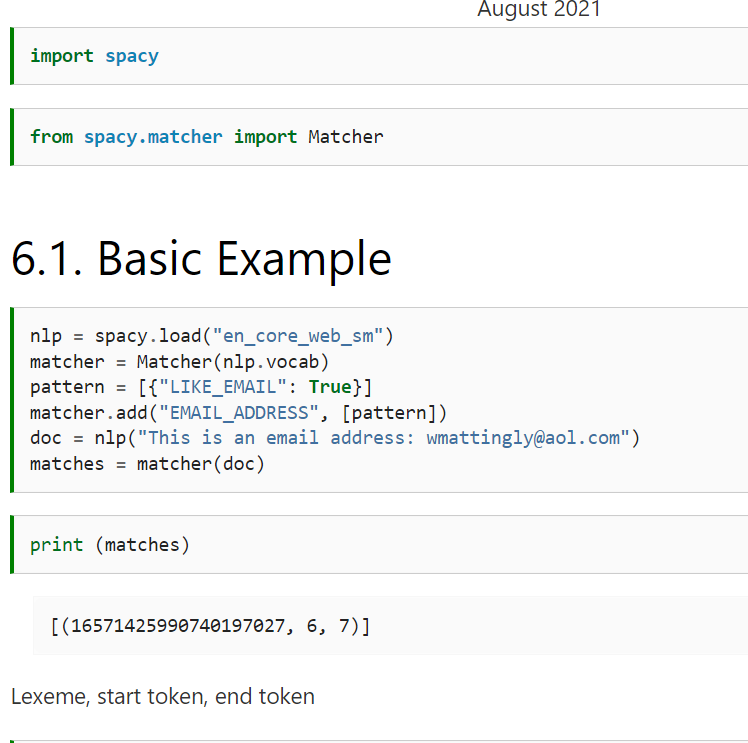 August 2021
import spacy
from spacy.matcher import Matcher
6.1. Basic Example
nlp = spacy.load("en_core_web_sm")
matcher = Matcher(nlp.vocab)
pattern = [{"LIKE_EMAIL": True}]
matcher.add("EMAIL_ADDRESS", [pattern])
doc = nlp("This is an email address: wmattingly@aol.com")
matches = matcher(doc)
print (matches)
[(16571425990740197027, 6, 7)]
Lexeme, start token, end token